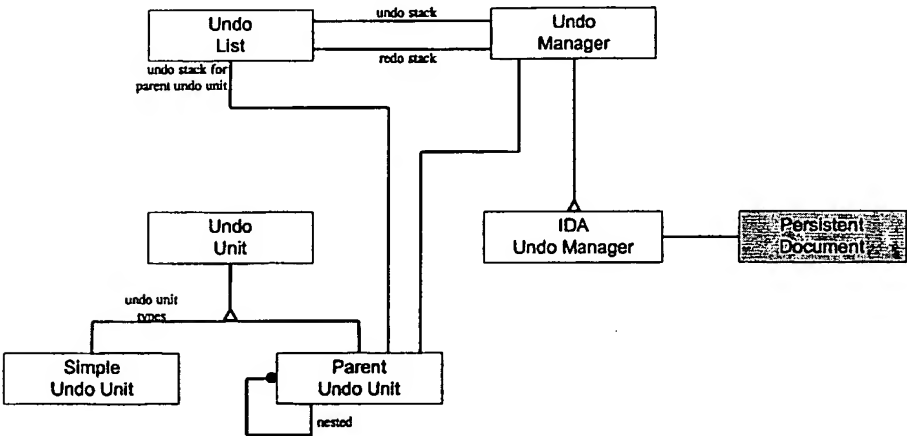 Undo
List
undo stack
Undo
Manager
redo stack
undo stack for
parent undo unit
Undo
Unit
IDA
Undo Manager
Persistent
Document
undo unit
types
Simple
Undo Unit
Parent
Undo Unit
nested